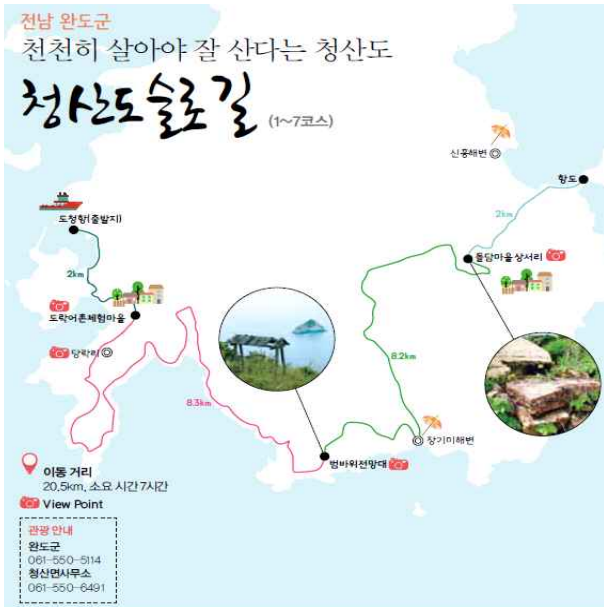 전남 완도군
천천히 살아야 잘 산다는 청산도
청산도 슬로길 (1~7코스)
신흥해변
항도
도청항(출발지)
2km
돌담마을 상서리
2km
도락어촌체험마을
당락리
8.2km
8.3km
장기미해변
범바위전망대
이동 거리
20.5km, 소요 시간 7시간
View Point
관광 안내
완도군
061-550-5114
청산면사무소
061-550-6491